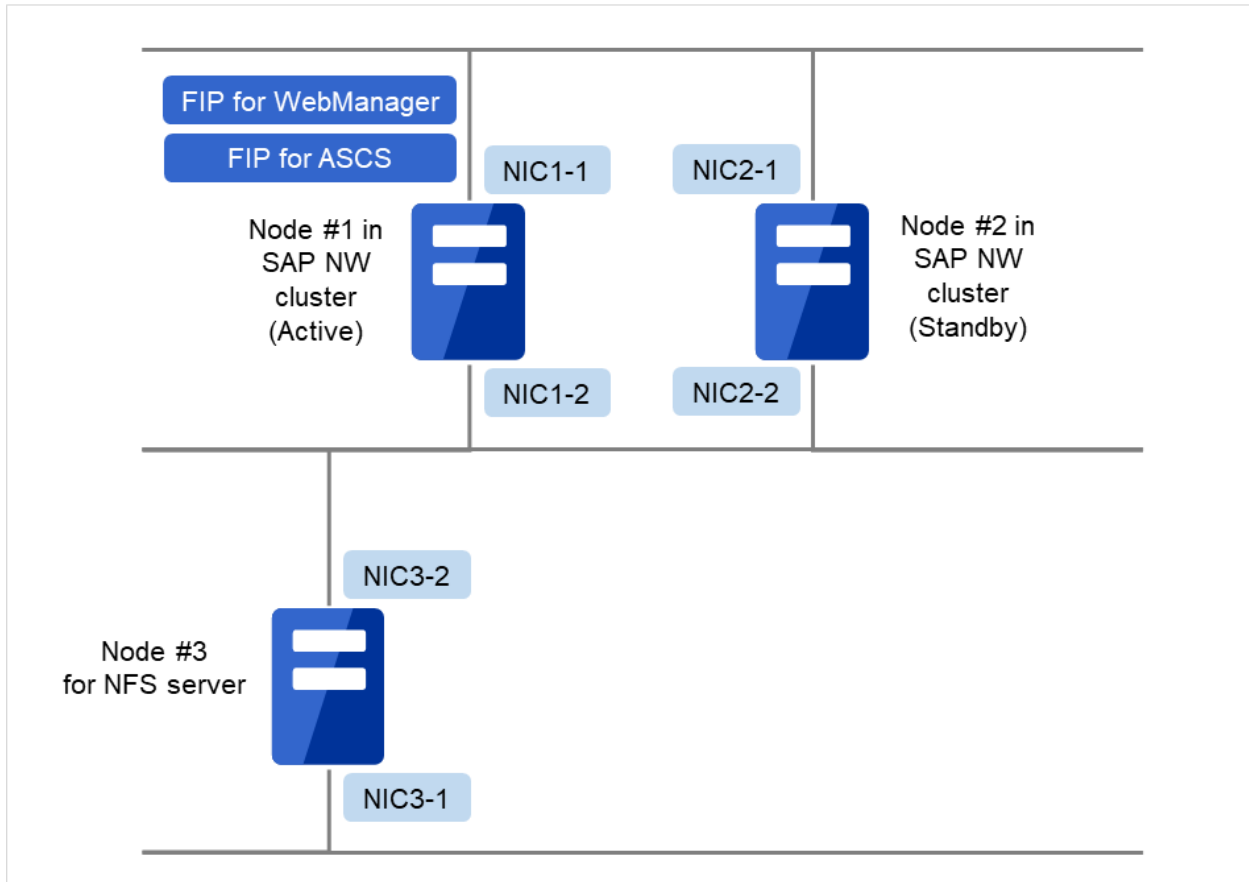 FIP for WebManager
FIP for ASCS
NIC1-1
NIC2-1
Node #1 in
SAP NW
cluster
(Active)
Node #2 in
SAP NW
cluster
(Standby)
NIC1-2
NIC2-2
NIC3-2
Node #3
for NFS server
NIC3-1